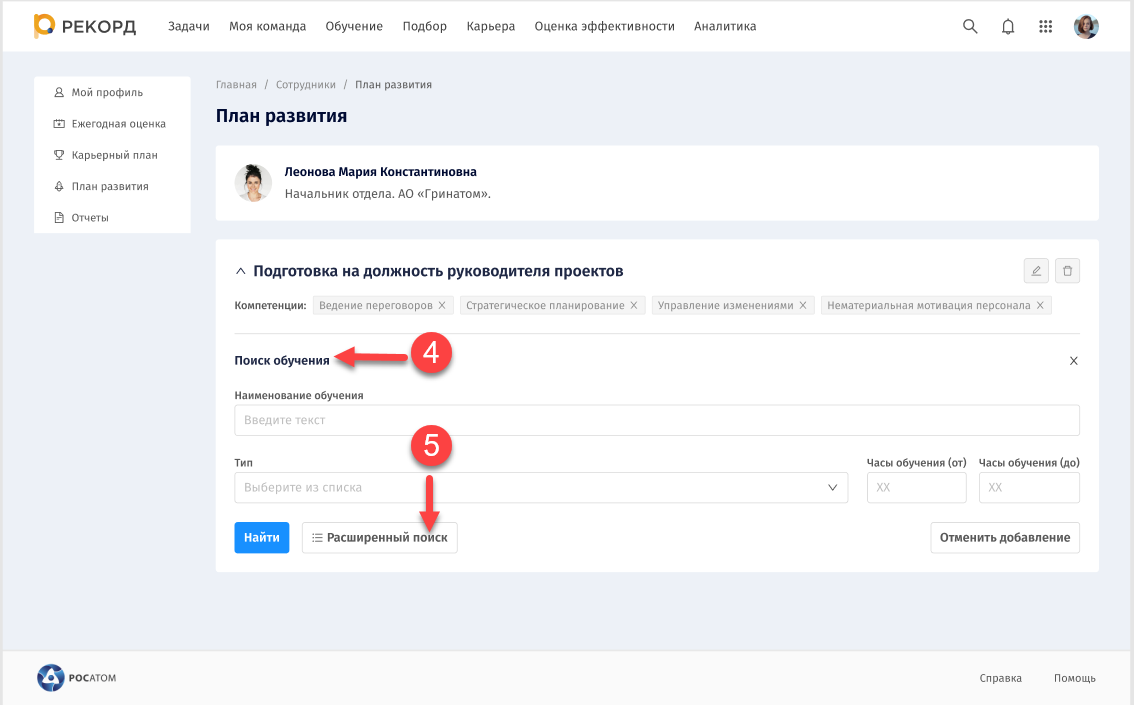 РЕКОРД Задачи Моя команда Обучение Подбор Карьера Оценка эффективности Аналитика
Мой профиль
Ежегодная оценка
Карьерный план
План развития
Отчеты
Главная / Сотрудники / План развития
План развития
Леонова Мария Константиновна
Начальник отдела. АО «Гринатом».
Подготовка на должность руководителя проектов
Компетенции: Ведение переговоров Стратегическое планирование Управление изменениями Нематериальная мотивация персонала
Поиск обучения 4
Наименование обучения
Введите текст
5
Тип Часы обучения (от) Часы обучения (до)
Выберите из списка XX XX
Найти Расширенный поиск Отменить добавление
РОСАТОМ Справка Помощь